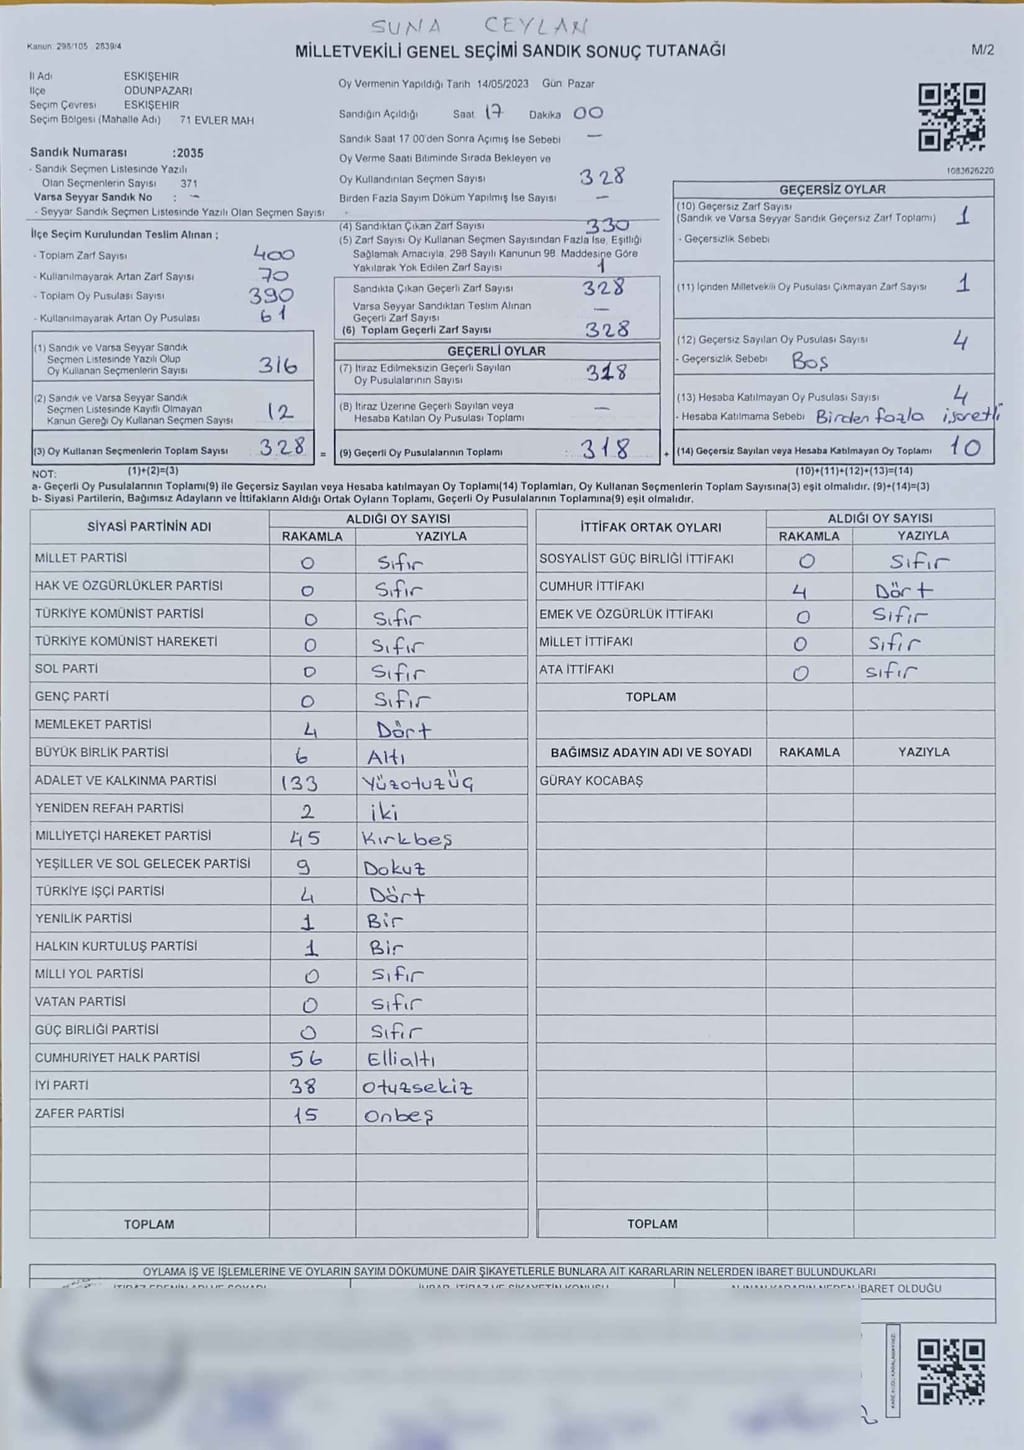 SUNA CEYLAN
Kanun: 298/105 2839/4
MİLLETVEKİLİ GENEL SEÇİMİ SANDIK SONUÇ TUTANAĞI
M/2
İl Adı ESKİŞEHİR
İlçe ODUNPAZARI
Seçim Çevresi ESKİŞEHİR
Seçim Bölgesi (Mahalle Adı) 71 EVLER MAH
Sandık Numarası :2035
- Sandık Seçmen Listesinde Yazılı
Olan Seçmenlerin Sayısı 371
Varsa Seyyar Sandık No : -
- Seyyar Sandık Seçmen Listesinde Yazılı Olan Seçmen Sayısı
İlçe Seçim Kurulundan Teslim Alınan ;
- Toplam Zarf Sayısı 400
- Kullanılmayarak Artan Zarf Sayısı 70
- Toplam Oy Pusulası Sayısı 390
- Kullanılmayarak Artan Oy Pusulası 61
(1) Sandık ve Varsa Seyyar Sandık
Seçmen Listesinde Yazılı Olup
Oy Kullanan Seçmenlerin Sayısı 316
(2) Sandık ve Varsa Seyyar Sandık
Seçmen Listesinde Kayıtlı Olmayan
Kanun Gereği Oy Kullanan Seçmen Sayısı 12
(3) Oy Kullanan Seçmenlerin Toplam Sayısı 328 =
Oy Vermenin Yapıldığı Tarih 14/05/2023 Gün Pazar
Sandığın Açıldığı Saat 17 Dakika 00
Sandık Saat 17:00'den Sonra Açılmış İse Sebebi —
Oy Verme Saati Bitiminde Sırada Bekleyen ve
Oy Kullandırılan Seçmen Sayısı 328
Birden Fazla Sayım Döküm Yapılmış İse Sayısı —
(4) Sandıktan Çıkan Zarf Sayısı 330
(5) Zarf Sayısı Oy Kullanan Seçmen Sayısından Fazla İse, Eşitliği
Sağlamak Amacıyla, 298 Sayılı Kanunun 98. Maddesine Göre
Yakılarak Yok Edilen Zarf Sayısı 1
Sandıkta Çıkan Geçerli Zarf Sayısı 328
Varsa Seyyar Sandıktan Teslim Alınan
Geçerli Zarf Sayısı —
(6) Toplam Geçerli Zarf Sayısı 328
GEÇERLİ OYLAR
(7) İtiraz Edilmeksizin Geçerli Sayılan
Oy Pusulalarının Sayısı 318
(8) İtiraz Üzerine Geçerli Sayılan veya
Hesaba Katılan Oy Pusulası Toplamı —
(9) Geçerli Oy Pusulalarının Toplamı : 318 +
1083626220
GEÇERSİZ OYLAR
(10) Geçersiz Zarf Sayısı
(Sandık ve Varsa Seyyar Sandık Geçersiz Zarf Toplamı) 1
- Geçersizlik Sebebi
(11) İçinden Milletvekili Oy Pusulası Çıkmayan Zarf Sayısı 1
(12) Geçersiz Sayılan Oy Pusulası Sayısı 4
- Geçersizlik Sebebi Boş
(13) Hesaba Katılmayan Oy Pusulası Sayısı 4
- Hesaba Katılmama Sebebi Birden fazla işaretli
(14) Geçersiz Sayılan veya Hesaba Katılmayan Oy Toplamı 10
NOT: (1)+(2)=(3) (10)+(11)+(12)+(13)=(14)
a- Geçerli Oy Pusulalarının Toplamı(9) ile Geçersiz Sayılan veya Hesaba katılmayan Oy Toplamı(14) Toplamları, Oy Kullanan Seçmenlerin Toplam Sayısına(3) eşit olmalıdır. (9)+(14)=(3)
b- Siyasi Partilerin, Bağımsız Adayların ve İttifakların Aldığı Ortak Oyların Toplamı, Geçerli Oy Pusulalarının Toplamına(9) eşit olmalıdır.
SİYASİ PARTİNİN ADI ALDIĞI OY SAYISI
RAKAMLA YAZIYLA
MİLLET PARTİSİ 0 Sıfır
HAK VE ÖZGÜRLÜKLER PARTİSİ 0 Sıfır
TÜRKİYE KOMÜNİST PARTİSİ 0 Sıfır
TÜRKİYE KOMÜNİST HAREKETİ 0 Sıfır
SOL PARTİ 0 Sıfır
GENÇ PARTİ 0 Sıfır
MEMLEKET PARTİSİ 4 Dört
BÜYÜK BİRLİK PARTİSİ 6 Altı
ADALET VE KALKINMA PARTİSİ 133 Yüzotuzüç
YENİDEN REFAH PARTİSİ 2 iki
MİLLİYETÇİ HAREKET PARTİSİ 45 Kırkbeş
YEŞİLLER VE SOL GELECEK PARTİSİ 9 Dokuz
TÜRKİYE İŞÇİ PARTİSİ 4 Dört
YENİLİK PARTİSİ 1 Bir
HALKIN KURTULUŞ PARTİSİ 1 Bir
MİLLİ YOL PARTİSİ 0 Sıfır
VATAN PARTİSİ 0 Sıfır
GÜÇ BİRLİĞİ PARTİSİ 0 Sıfır
CUMHURİYET HALK PARTİSİ 56 Ellialtı
İYİ PARTİ 38 Otuzsekiz
ZAFER PARTİSİ 15 Onbeş
TOPLAM
İTTİFAK ORTAK OYLARI ALDIĞI OY SAYISI
RAKAMLA YAZIYLA
SOSYALİST GÜÇ BİRLİĞİ İTTİFAKI 0 Sıfır
CUMHUR İTTİFAKI 4 Dört
EMEK VE ÖZGÜRLÜK İTTİFAKI 0 Sıfır
MİLLET İTTİFAKI 0 Sıfır
ATA İTTİFAKI 0 sıfır
TOPLAM
BAĞIMSIZ ADAYIN ADI VE SOYADI RAKAMLA YAZIYLA
GÜRAY KOCABAŞ
TOPLAM
OYLAMA İŞ VE İŞLEMLERİNE VE OYLARIN SAYIM DÖKÜMÜNE DAİR ŞİKAYETLERLE BUNLARA AİT KARARLARIN NELERDEN İBARET BULUNDUKLARI
İBARET OLDUĞU